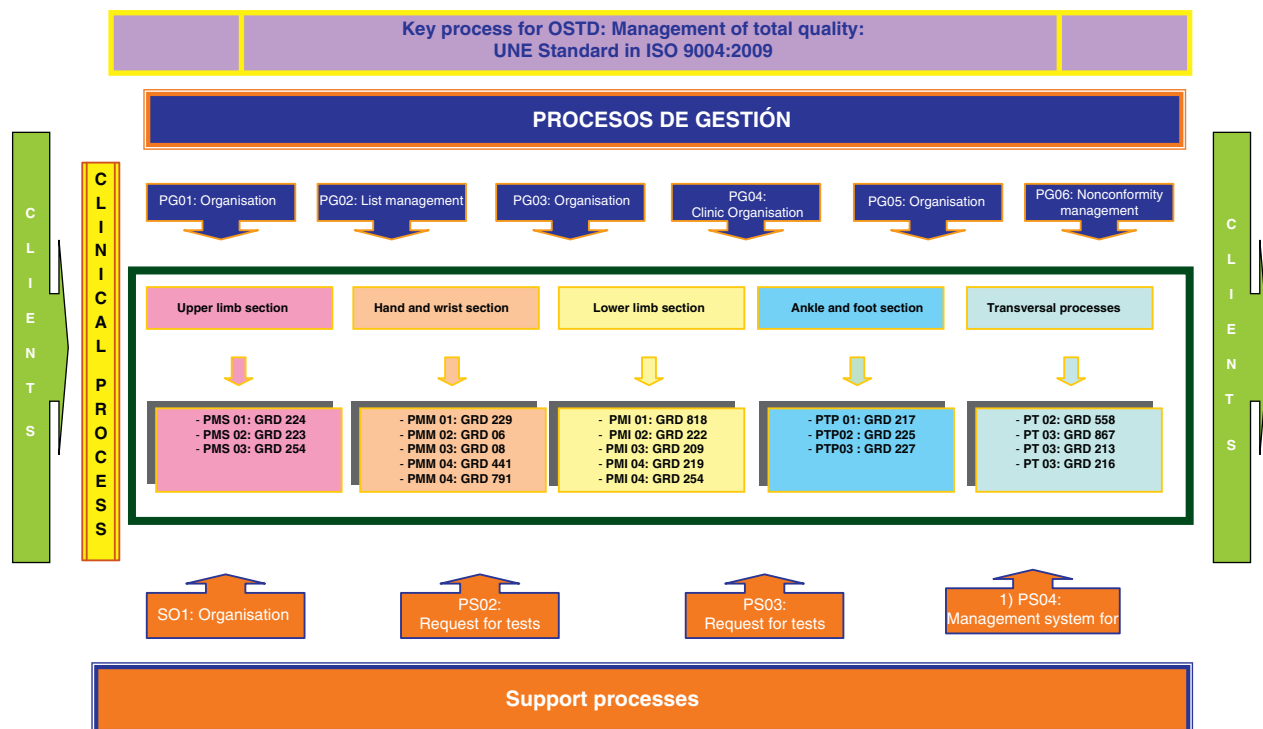 Key process for OSTD: Management of total quality:
UNE Standard in ISO 9004:2009
PROCESOS DE GESTIÓN
CLIENTS
CLINICAL PROCESS
PG01: Organisation
PG02: List management
PG03: Organisation
PG04:
Clinic Organisation
PG05: Organisation
PG06: Nonconformity
management
Upper limb section
Hand and wrist section
Lower limb section
Ankle and foot section
Transversal processes
- PMS 01: GRD 224
- PMS 02: GRD 223
- PMS 03: GRD 254
- PMM 01: GRD 229
- PMM 02: GRD 06
- PMM 03: GRD 08
- PMM 04: GRD 441
- PMM 04: GRD 791
- PMI 01: GRD 818
- PMI 02: GRD 222
- PMI 03: GRD 209
- PMI 04: GRD 219
- PMI 04: GRD 254
- PTP 01: GRD 217
- PTP02 : GRD 225
- PTP03 : GRD 227
- PT 02: GRD 558
- PT 03: GRD 867
- PT 03: GRD 213
- PT 03: GRD 216
CLIENTS
SO1: Organisation
PS02:
Request for tests
PS03:
Request for tests
1) PS04:
Management system for
Support processes